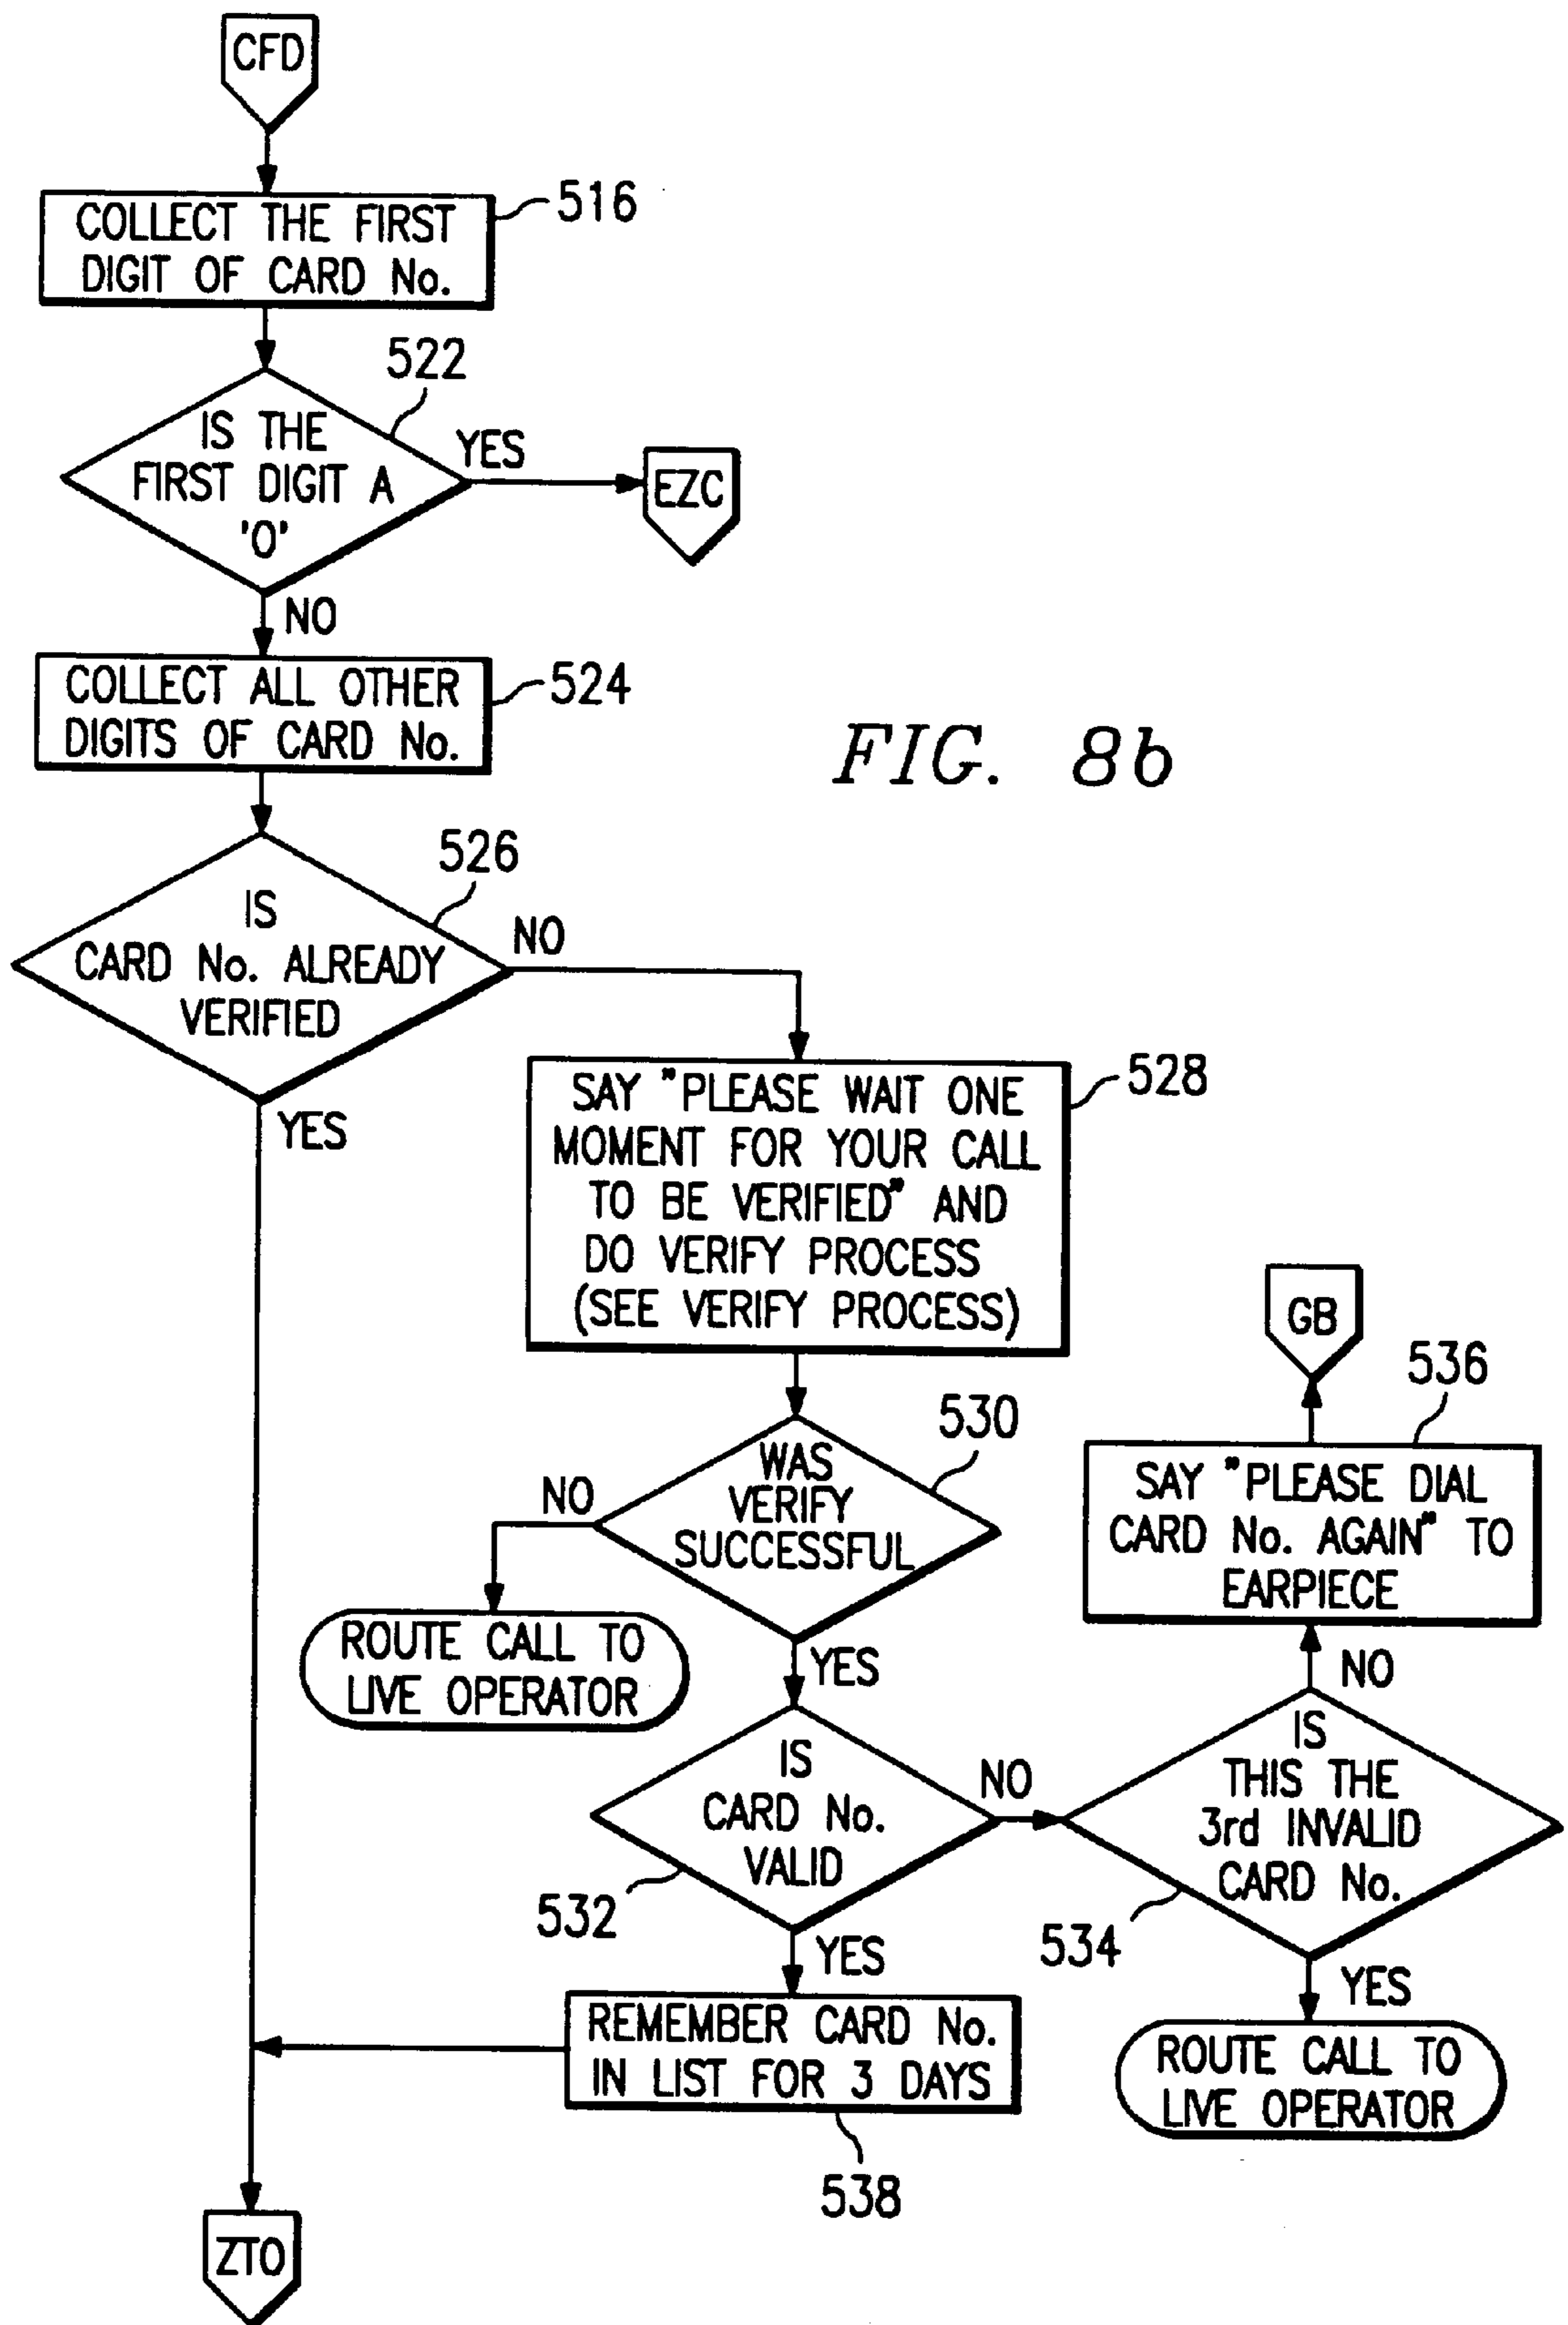 CFD
COLLECT THE FIRST
DIGIT OF CARD No.
516
IS THE
FIRST DIGIT A
'0'
522
YES
EZC
NO
COLLECT ALL OTHER
DIGITS OF CARD No.
524
FIG. 8b
IS
CARD No. ALREADY
VERIFIED
526
NO
YES
SAY "PLEASE WAIT ONE
MOMENT FOR YOUR CALL
TO BE VERIFIED" AND
DO VERIFY PROCESS
(SEE VERIFY PROCESS)
528
WAS
VERIFY
SUCCESSFUL
530
NO
ROUTE CALL TO
LIVE OPERATOR
YES
IS
CARD No.
VALID
532
NO
IS
THIS THE
3rd INVALID
CARD No.
534
NO
SAY "PLEASE DIAL
CARD No. AGAIN" TO
EARPIECE
536
GB
YES
ROUTE CALL TO
LIVE OPERATOR
YES
REMEMBER CARD No.
IN LIST FOR 3 DAYS
538
ZTO